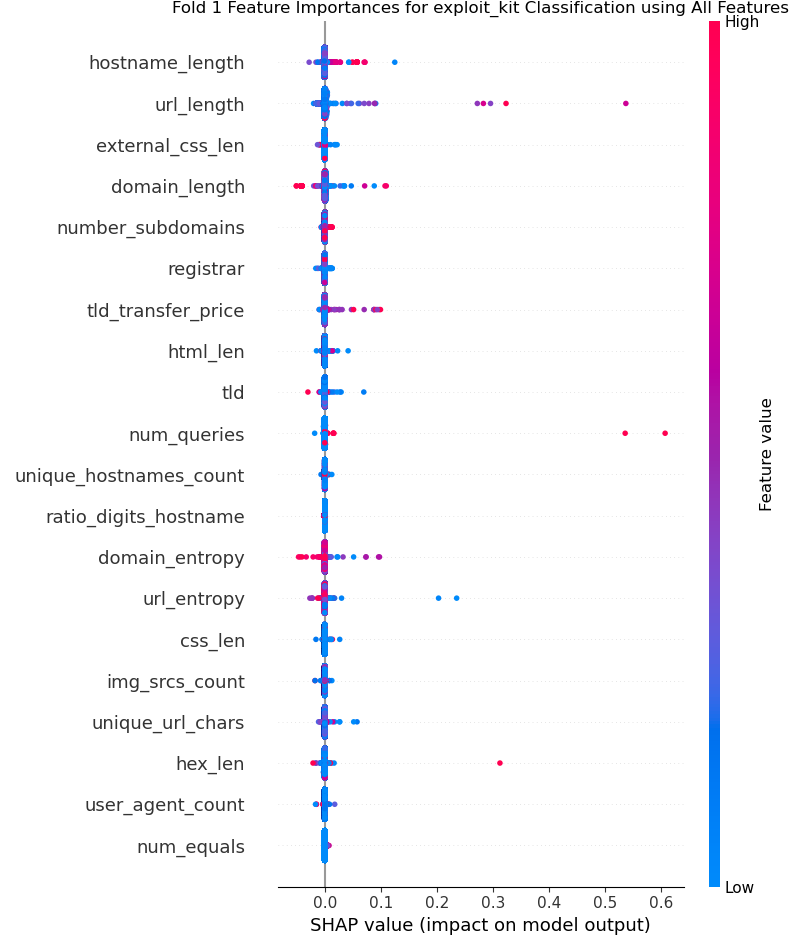 Fold 1 Feature Importances for exploit_kit Classification using All Features
High
hostname_length
url_length
external_css_len
domain_length
number_subdomains
registrar
tld_transfer_price
html_len
tld
num_queries
unique_hostnames_count
ratio_digits_hostname
domain_entropy
url_entropy
css_len
img_srcs_count
unique_url_chars
hex_len
user_agent_count
num_equals
Feature value
Low
0.0 0.1 0.2 0.3 0.4 0.5 0.6
SHAP value (impact on model output)